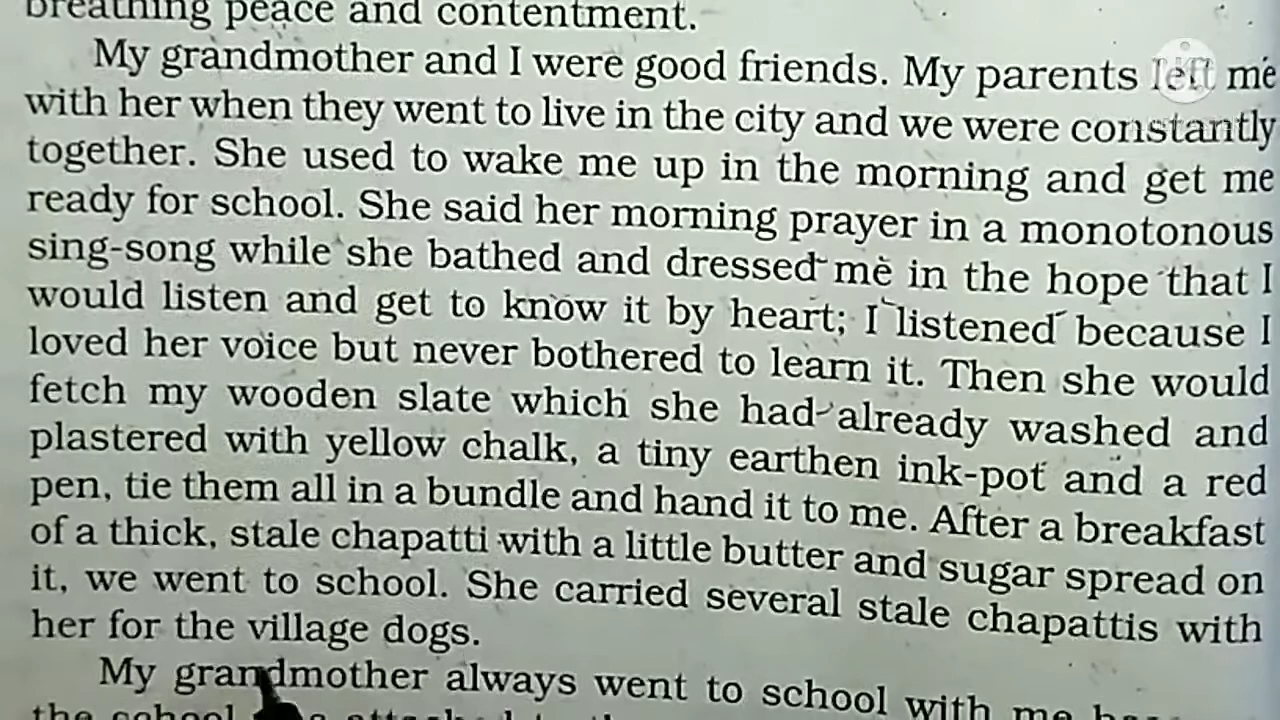 breathing peace and contentment.
My grandmother and I were good friends. My parents left me
with her when they went to live in the city and we were constantly
together. She used to wake me up in the morning and get me
ready for school. She said her morning prayer in a monotonous
sing-song while she bathed and dressed me in the hope that I
would listen and get to know it by heart; I listened because I
loved her voice but never bothered to learn it. Then she would
fetch my wooden slate which she had already washed and
plastered with yellow chalk, a tiny earthen ink-pot and a red
pen, tie them all in a bundle and hand it to me. After a breakfast
of a thick, stale chapatti with a little butter and sugar spread on
it, we went to school. She carried several stale chapattis with
her for the village dogs.
My grandmother always went to school with me
the school